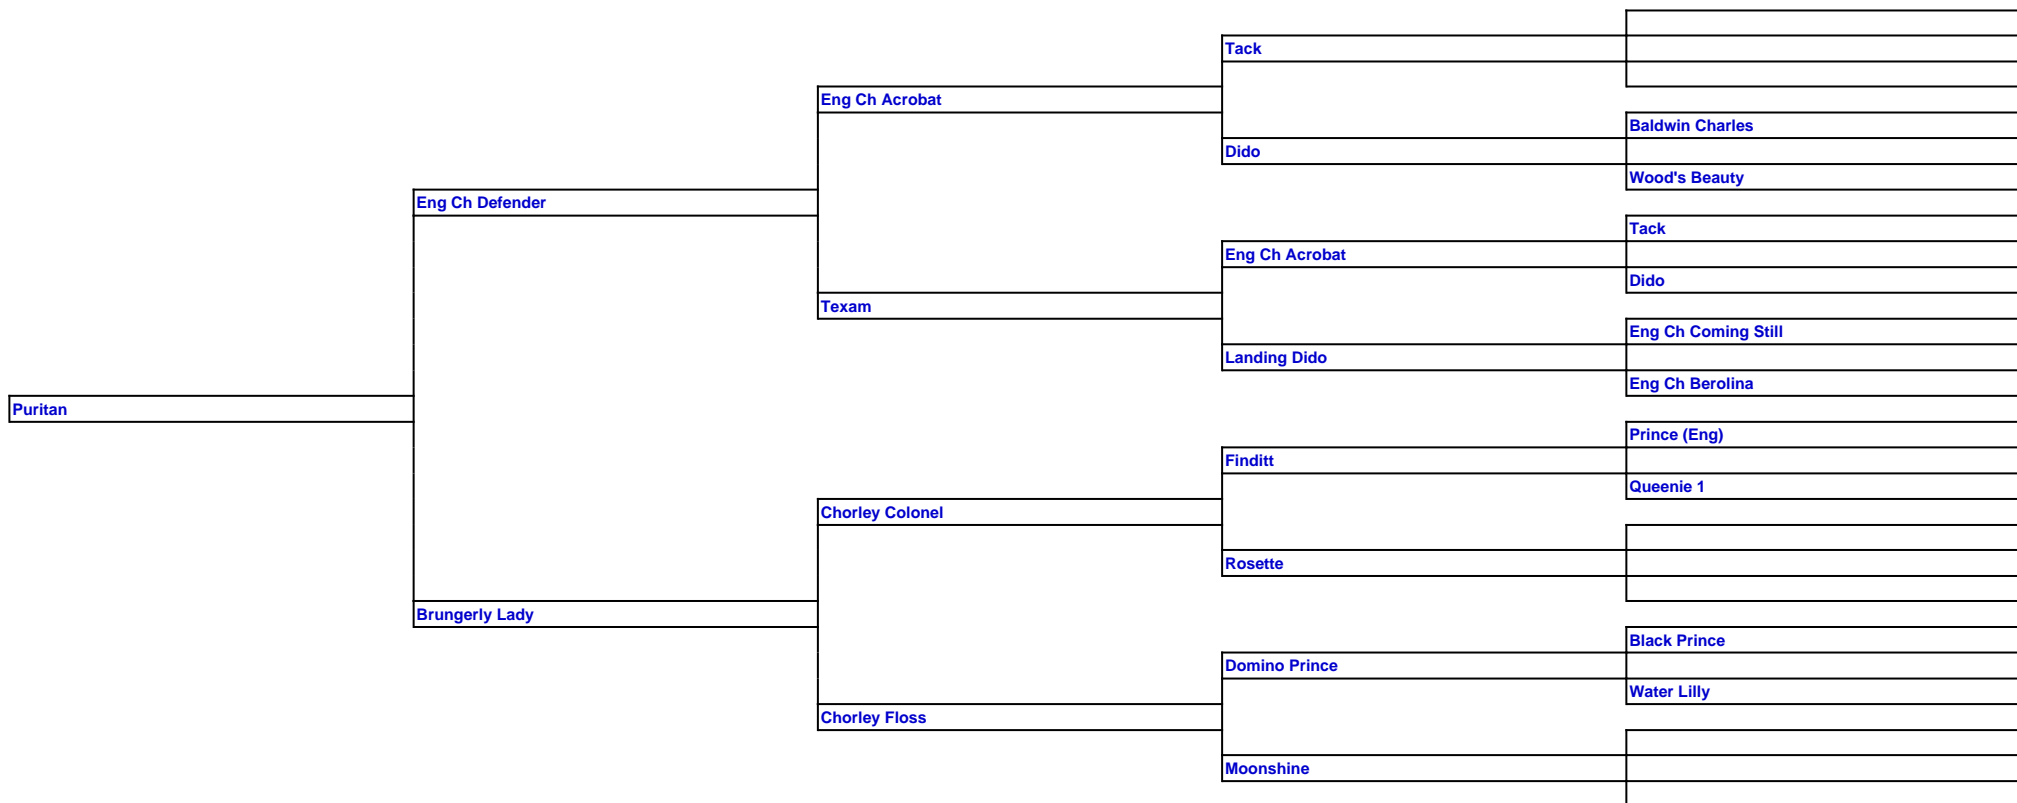 Tack
Eng Ch Acrobat
Baldwin Charles
Dido
Wood's Beauty
Eng Ch Defender
Tack
Eng Ch Acrobat
Dido
Texam
Eng Ch Coming Still
Landing Dido
Eng Ch Berolina
Puritan
Prince (Eng)
Finditt
Queenie 1
Chorley Colonel
Rosette
Brungerly Lady
Black Prince
Domino Prince
Water Lilly
Chorley Floss
Moonshine